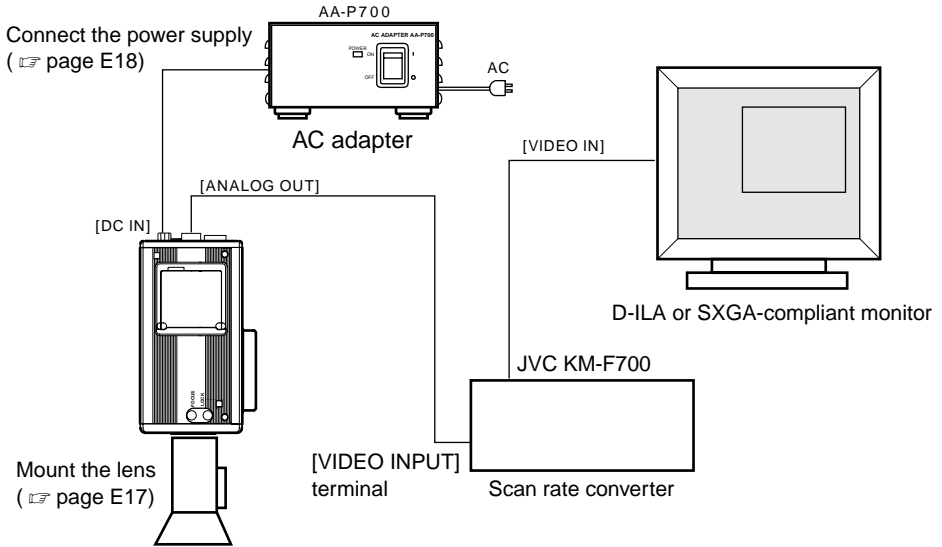 AA-P700
Connect the power supply
( ☞ page E18)
AC ADAPTER AA-P700
POWER
ON
I
OFF
O
AC
AC adapter
[VIDEO IN]
[ANALOG OUT]
[DC IN]
D-ILA or SXGA-compliant monitor
JVC KM-F700
FOCUS
LOCK
Mount the lens
( ☞ page E17)
[VIDEO INPUT]
terminal
Scan rate converter